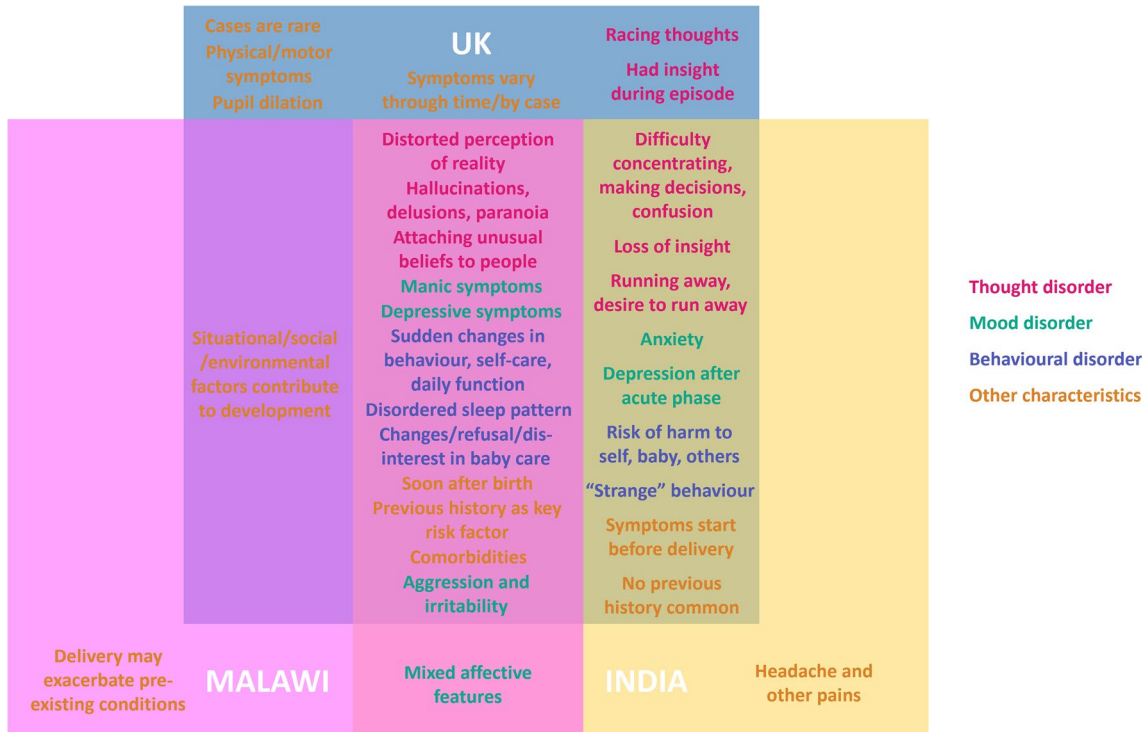 Cases are rare
Physical/motor
symptoms
Pupil dilation
UK
Symptoms vary
through time/by case
Racing thoughts
Had insight
during episode
Situational/social
/environmental
factors contribute
to development
Distorted perception
of reality
Hallucinations,
delusions, paranoia
Attaching unusual
beliefs to people
Manic symptoms
Depressive symptoms
Sudden changes in
behaviour, self-care,
daily function
Disordered sleep pattern
Changes/refusal/dis-
interest in baby care
Soon after birth
Previous history as key
risk factor
Comorbidities
Aggression and
irritability
Difficulty
concentrating,
making decisions,
confusion
Loss of insight
Running away,
desire to run away
Anxiety
Depression after
acute phase
Risk of harm to
self, baby, others
“Strange” behaviour
Symptoms start
before delivery
No previous
history common
Thought disorder
Mood disorder
Behavioural disorder
Other characteristics
Delivery may
exacerbate pre-
existing conditions
MALAWI
Mixed affective
features
INDIA
Headache and
other pains